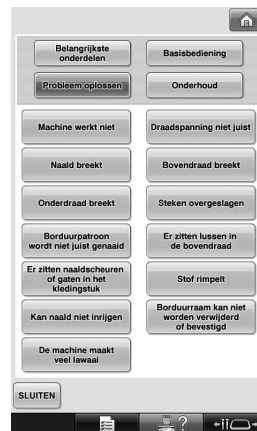 Belangrijkste
onderdelen
Basisbediening
Probleem oplossen
Onderhoud
Machine werkt niet
Draadspanning niet juist
Naald breekt
Bovendraad breekt
Onderdraad breekt
Steken overgeslagen
Borduurpatroon
wordt niet juist genaaid
Er zitten lussen in
de bovendraad
Er zitten naaldscheuren
of gaten in het
kledingstuk
Stof rimpelt
Kan naald niet inrijgen
Borduurraam kan niet
worden verwijderd
of bevestigd
De machine maakt
veel lawaai
SLUITEN
?